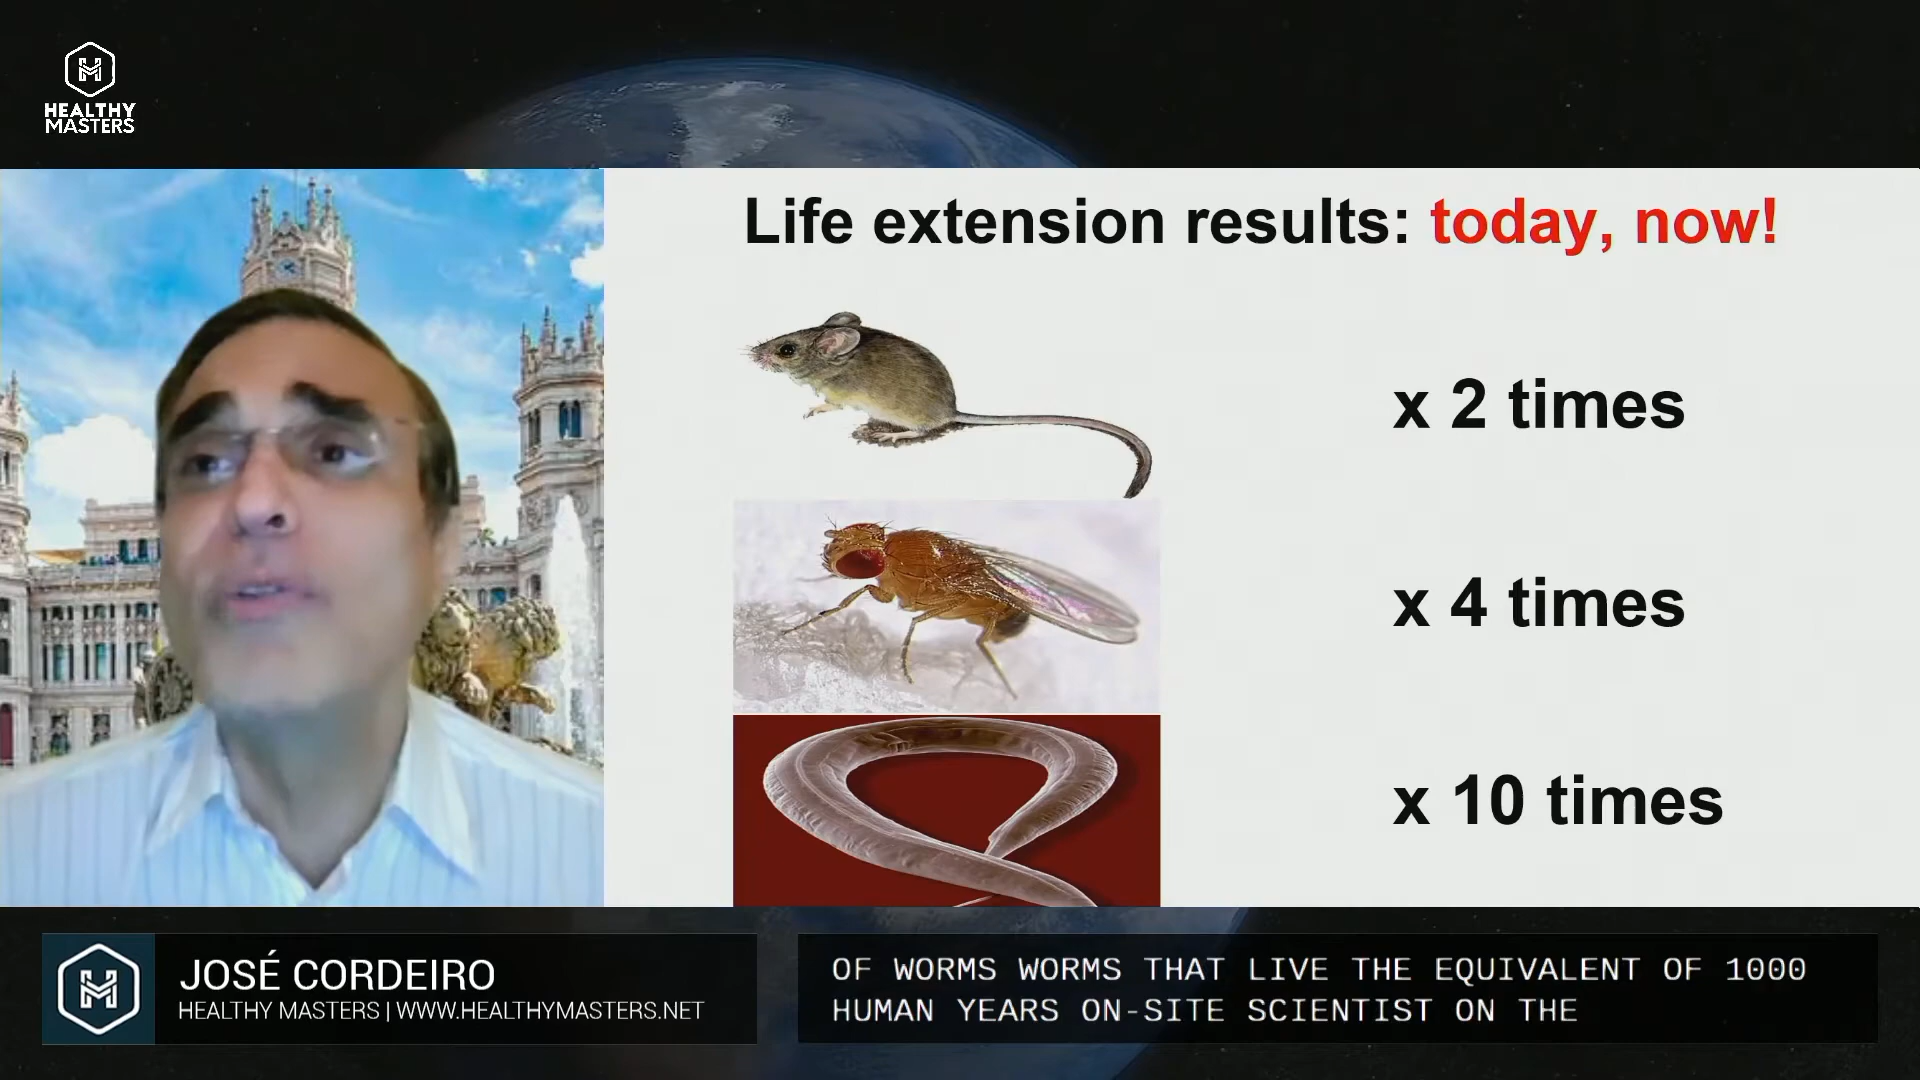 HEALTHY
MASTERS
Life extension results: today, now!
x 2 times
x 4 times
x 10 times
JOSÉ CORDEIRO
HEALTHY MASTERS | WWW.HEALTHYMASTERS.NET
OF WORMS WORMS THAT LIVE THE EQUIVALENT OF 1000
HUMAN YEARS ON-SITE SCIENTIST ON THE